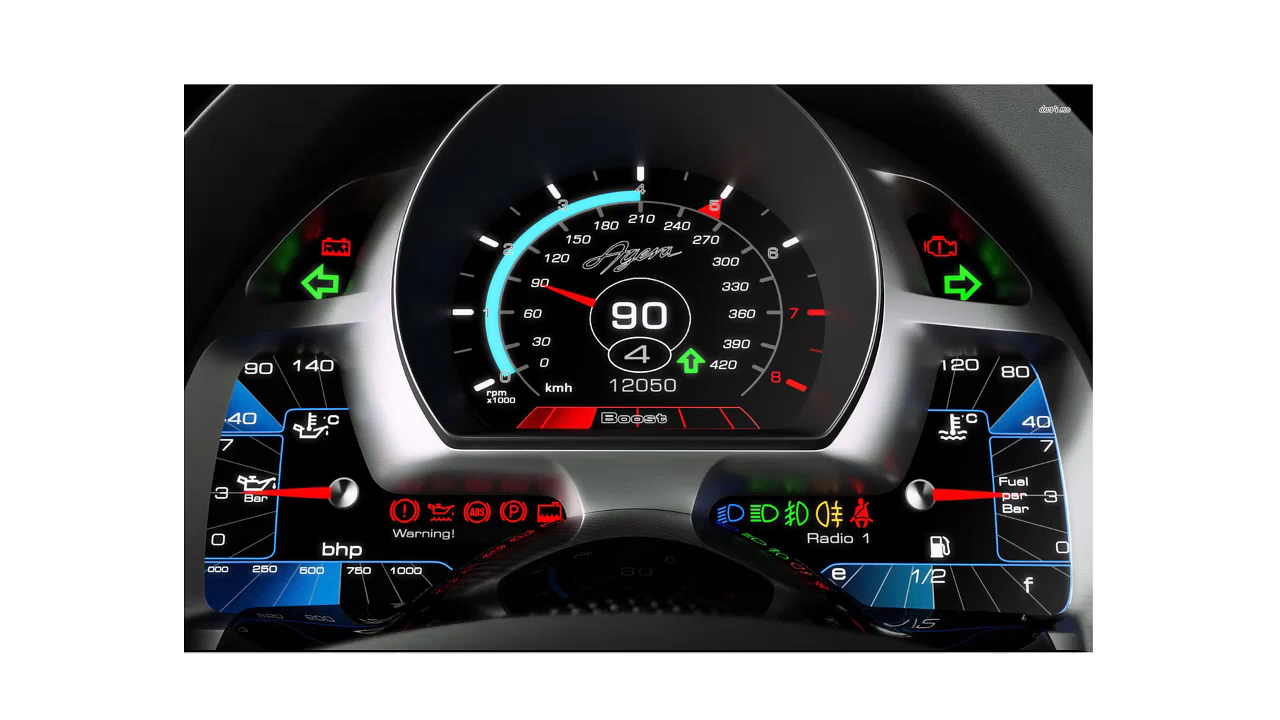 dwai.me
4
3
5
210
180
240
150
270
Agera
2
6
120
300
90
330
90
1
60
360
7
30
4
390
0
420
8
0
kmh
12050
rpm
x1000
Boost
90
140
40
°C
7
3
Bar
0
bhp
000
250
500
750
1000
ABS
P
Warning!
Radio 1
120
80
°C
40
7
Fuel
psr
Bar
3
0
e
1/2
f